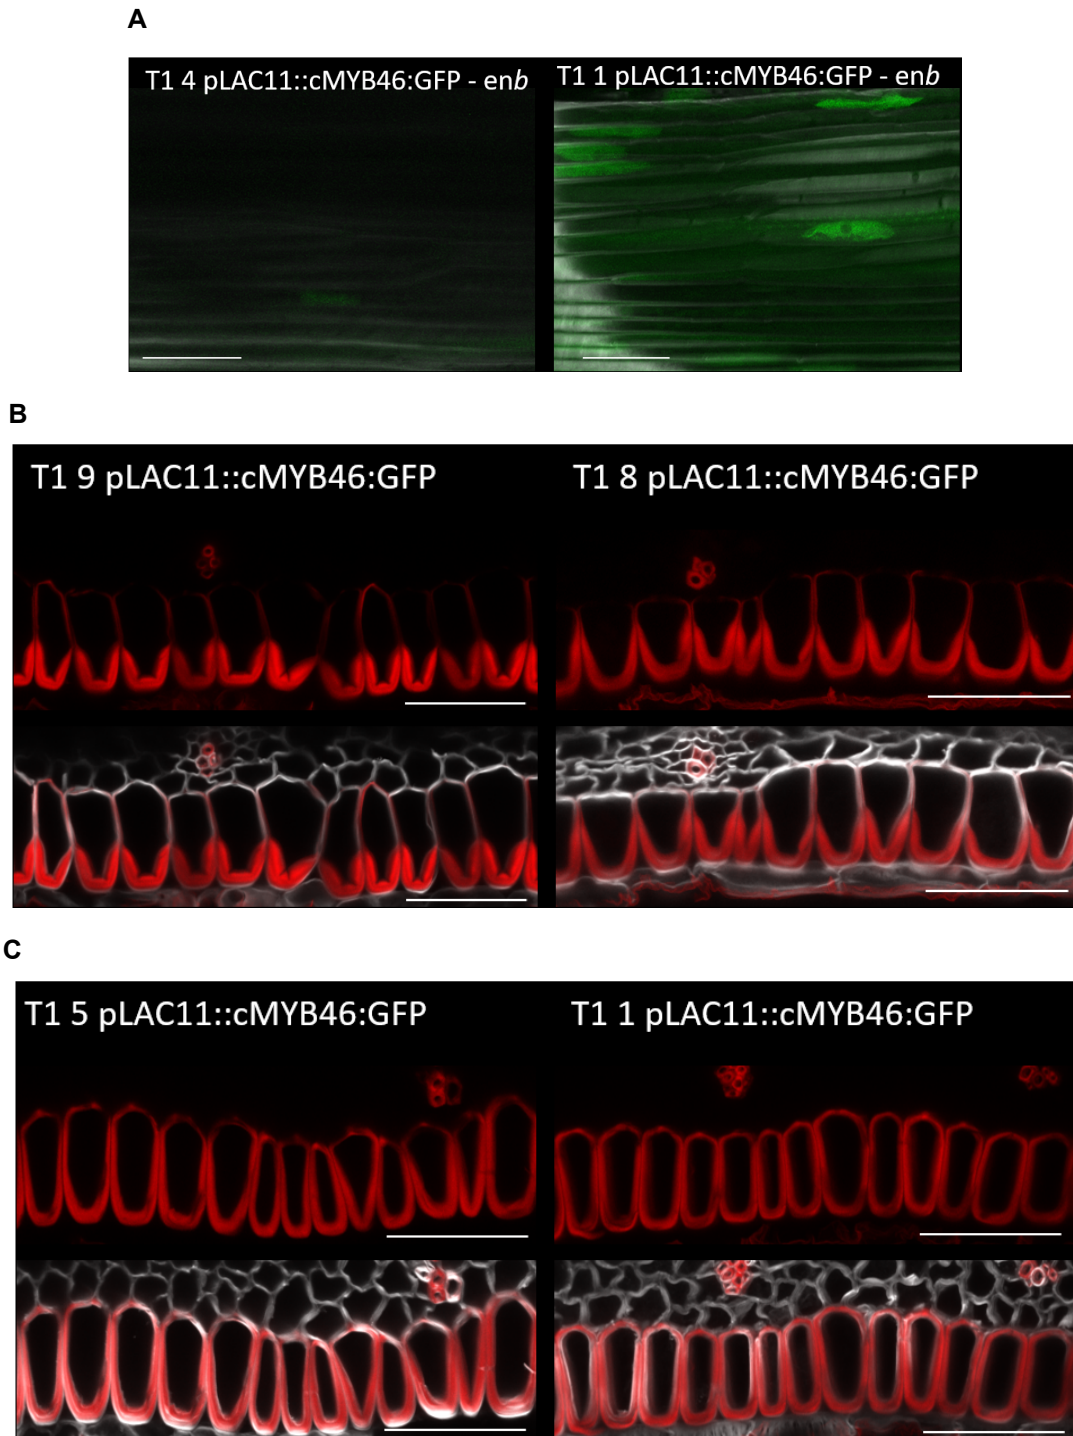 A
T1 4 pLAC11::cMYB46:GFP - enb
T1 1 pLAC11::cMYB46:GFP - enb
B
T1 9 pLAC11::cMYB46:GFP
T1 8 pLAC11::cMYB46:GFP
C
T1 5 pLAC11::cMYB46:GFP
T1 1 pLAC11::cMYB46:GFP